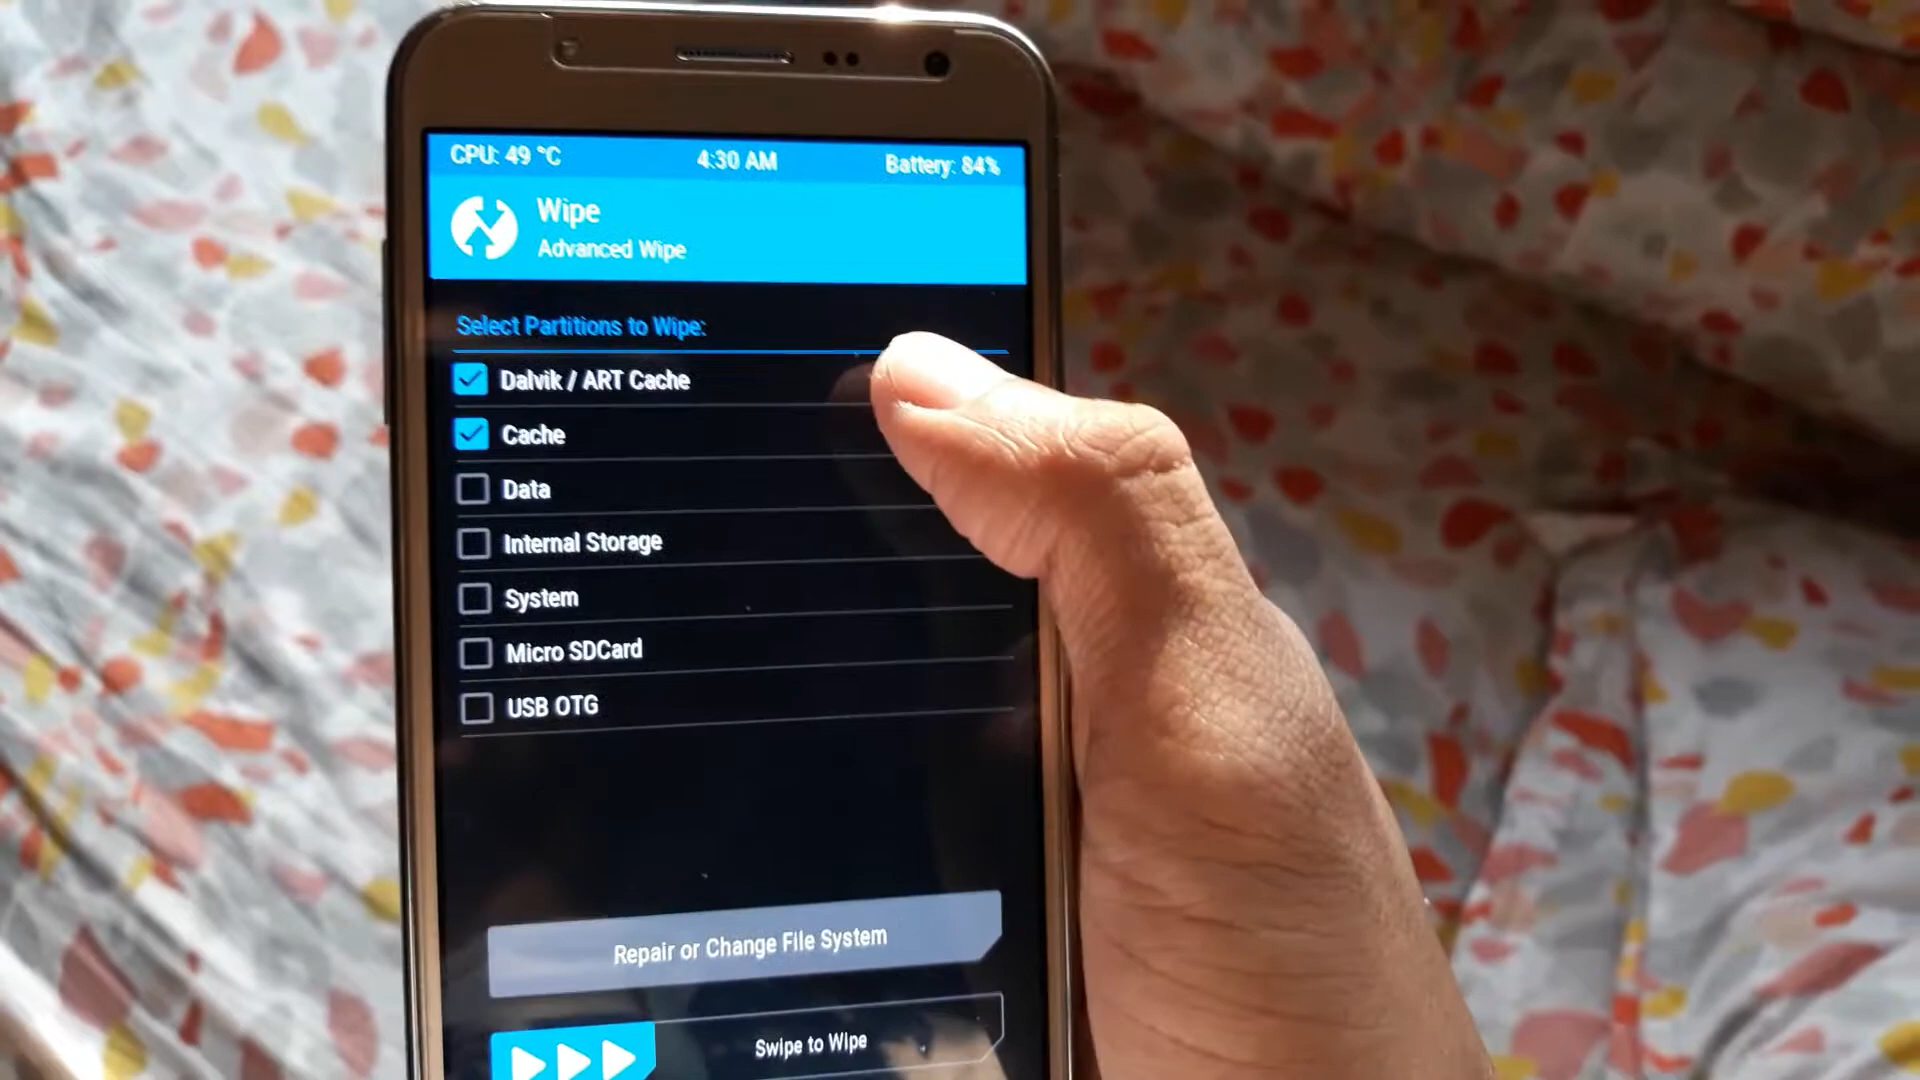 CPU: 49 °C 4:30 AM Battery: 84%
Wipe
Advanced Wipe
Select Partitions to Wipe:
Dalvik / ART Cache
Cache
Data
Internal Storage
System
Micro SDCard
USB OTG
Repair or Change File System
Swipe to Wipe